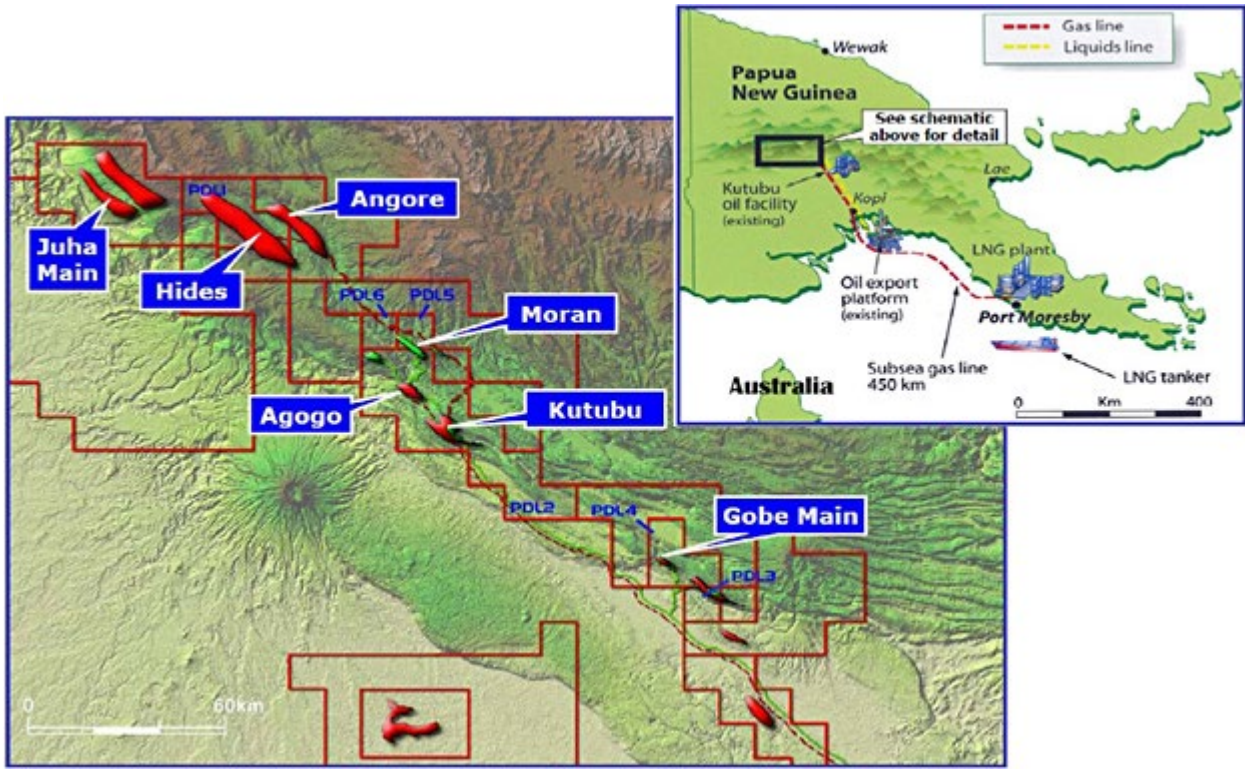 Gas line
Liquids line
Wewak
Papua
New Guinea
See schematic
above for detail
Lae
Kutubu
oil facility
(existing)
Kopi
LNG plant
Oil export
platform
(existing)
Port Moresby
Subsea gas line
450 km
LNG tanker
Australia
0 Km 400
PDL1
Angore
Juha
Main
Hides
PDL6
PDL5
Moran
Agogo
Kutubu
PDL2
PDL4
Gobe Main
PDL3
0 60km